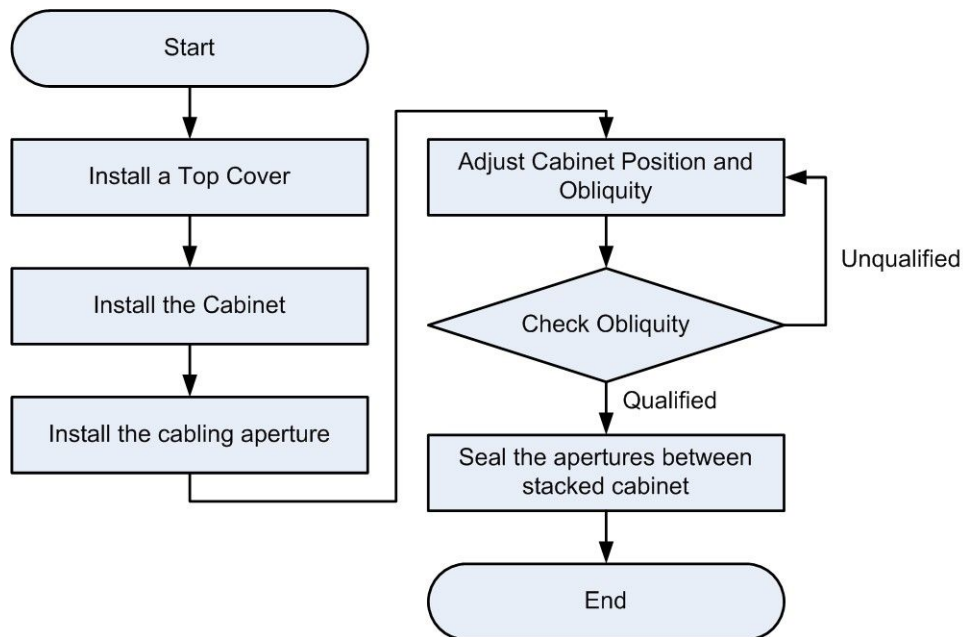 Start
Install a Top Cover
Install the Cabinet
Install the cabling aperture
Adjust Cabinet Position and
Obliquity
Unqualified
Check Obliquity
Qualified
Seal the apertures between
stacked cabinet
End